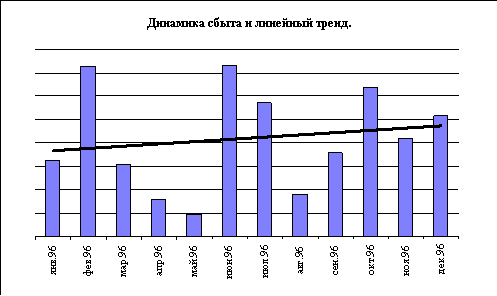 Динамика сбыта и линейный тренд.
янв.96
фев.96
мар.96
апр.96
май.96
июн.96
июл.96
авг.96
сен.96
окт.96
ноя.96
дек.96